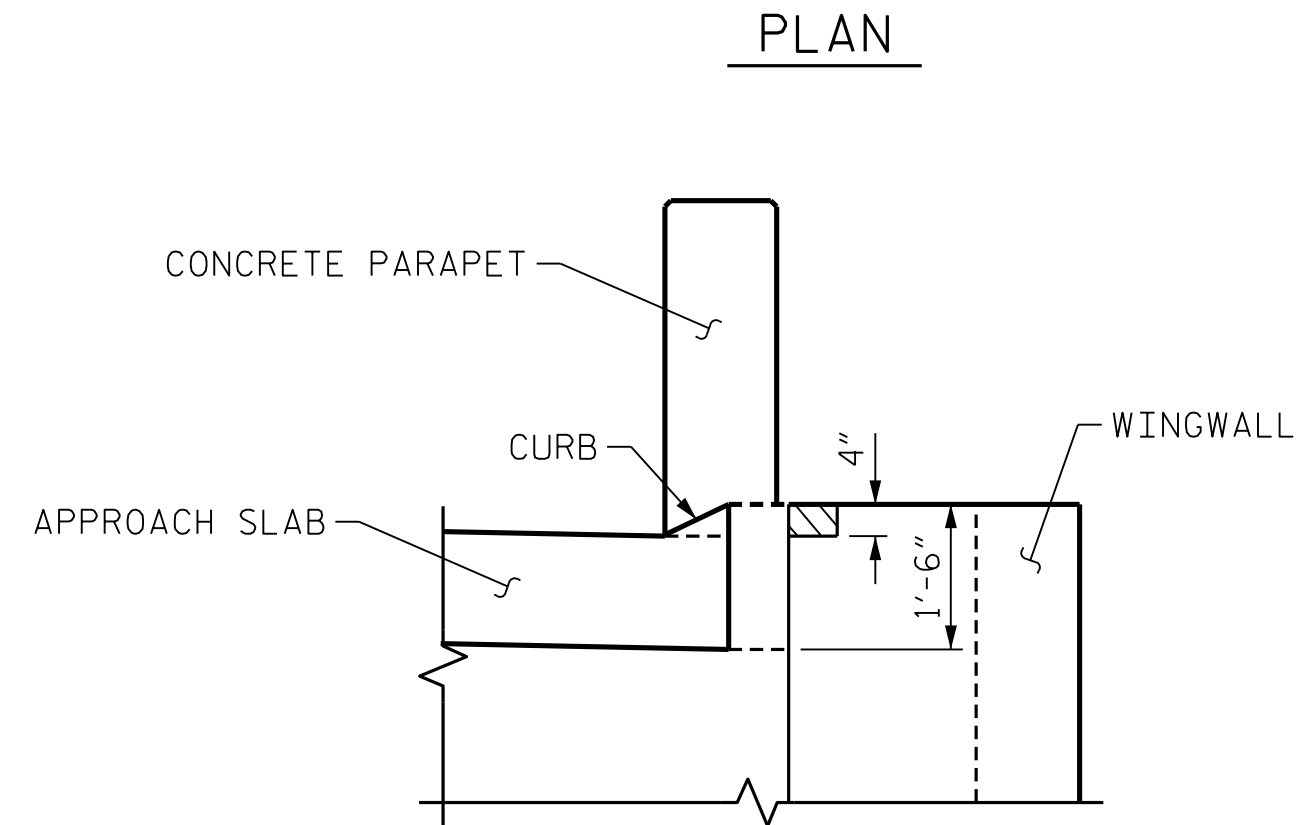 PLAN
CONCRETE PARAPET
WINGWALL
CURB
4"
APPROACH SLAB
1'-6"